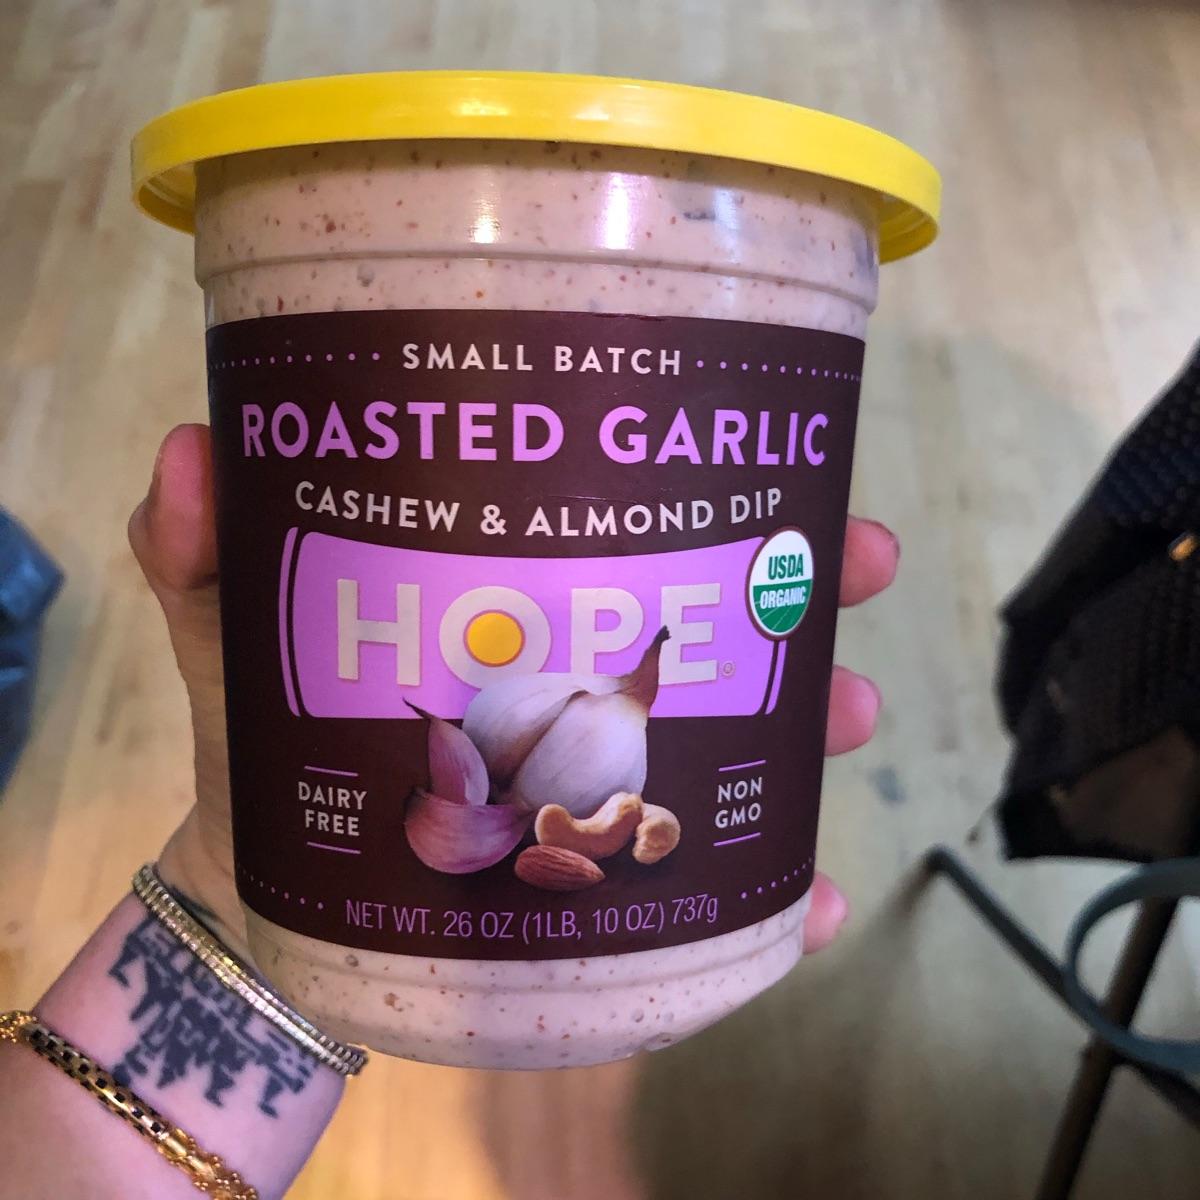 SMALL BATCH
ROASTED GARLIC
CASHEW & ALMOND DIP
HOPE®
USDA
ORGANIC
DAIRY
FREE
NON
GMO
NET WT. 26 OZ (1LB, 10 OZ) 737g